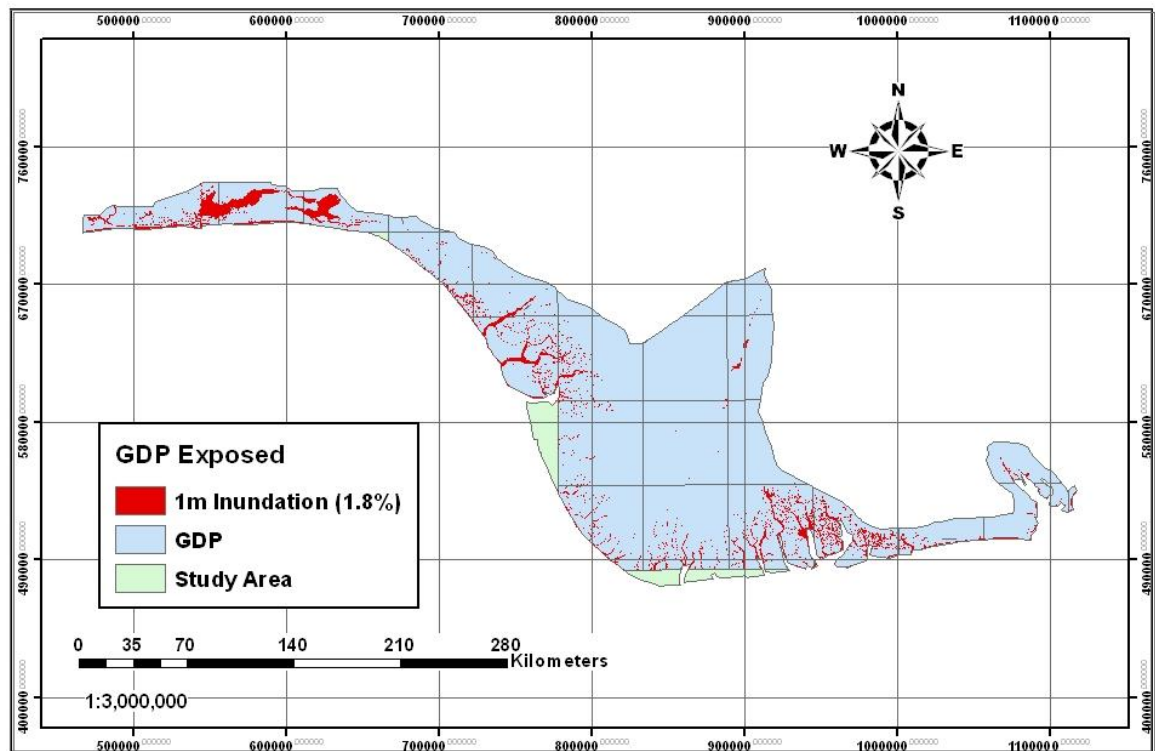 500000 600000 700000 800000 900000 1000000 1100000
N
W E
S
760000 760000
670000 670000
580000 580000
490000 490000
400000 400000
GDP Exposed
1m Inundation (1.8%)
GDP
Study Area
0 35 70 140 210 280
Kilometers
1:3,000,000
500000 600000 700000 800000 900000 1000000 1100000